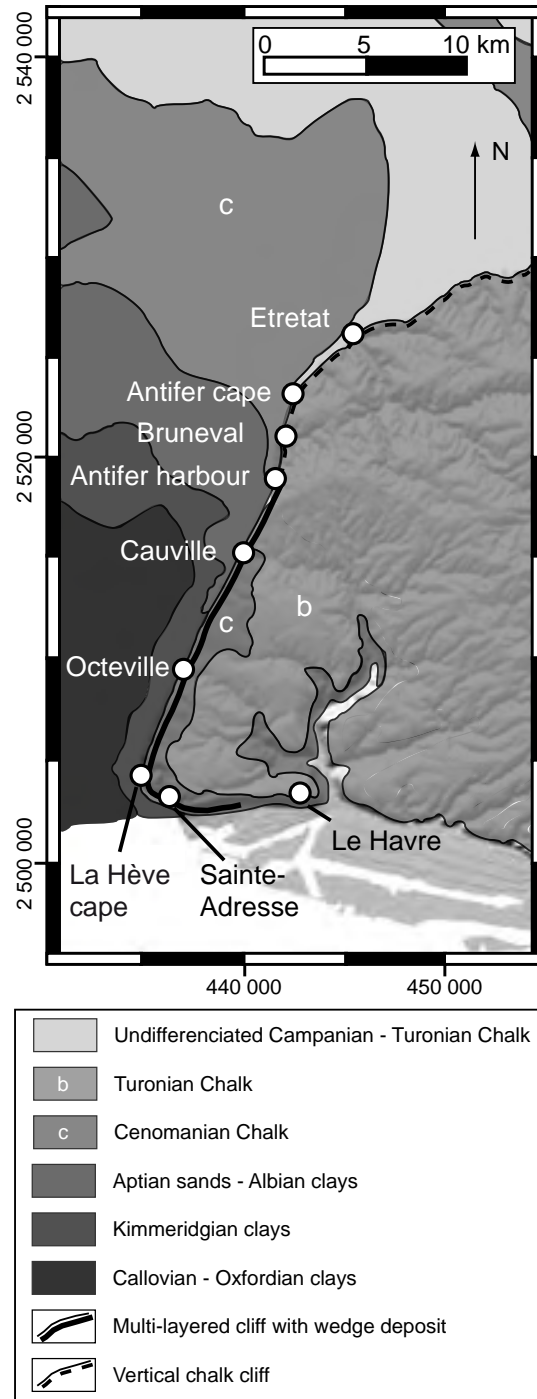 0 5 10 km
2 540 000
N
c
Etretat
Antifer cape
Bruneval
2 520 000
Antifer harbour
Cauville
b
c
Octeville
Le Havre
La Hève
cape
Sainte-
Adresse
2 500 000
440 000 450 000
Undifferenciated Campanian - Turonian Chalk
b Turonian Chalk
c Cenomanian Chalk
Aptian sands - Albian clays
Kimmeridgian clays
Callovian - Oxfordian clays
Multi-layered cliff with wedge deposit
Vertical chalk cliff